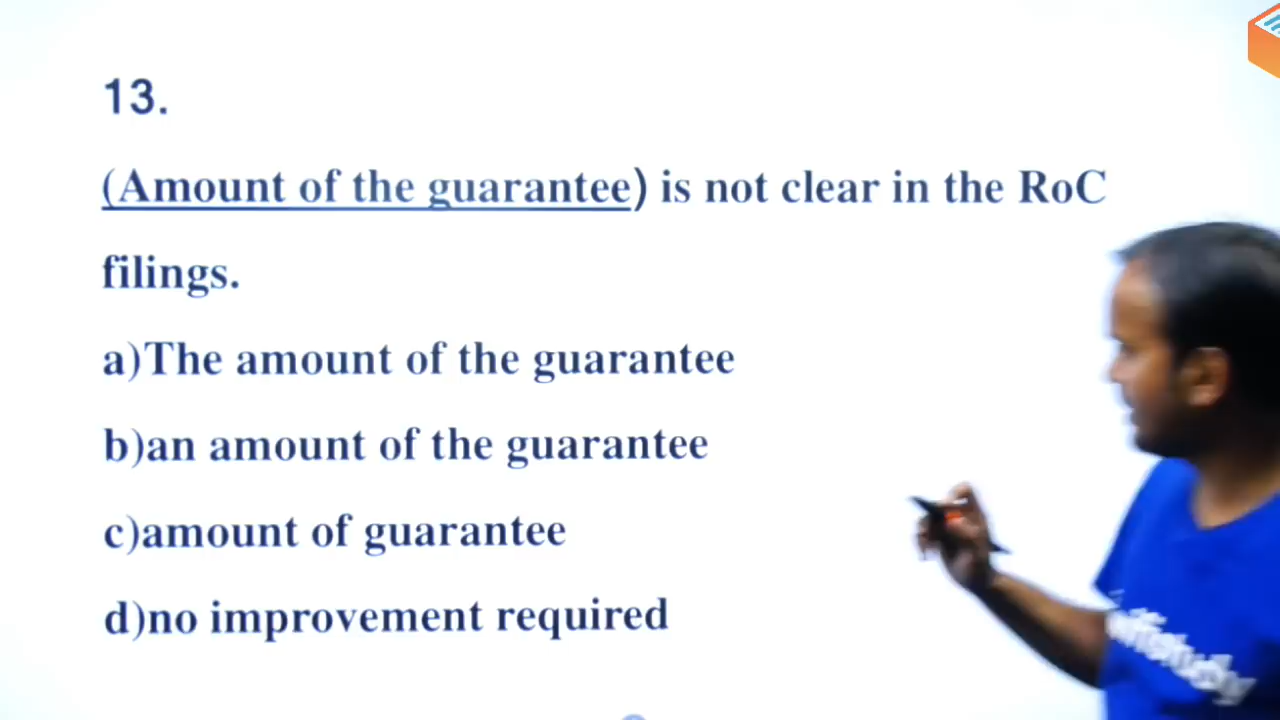 13.
(Amount of the guarantee) is not clear in the RoC
filings.
a)The amount of the guarantee
b)an amount of the guarantee
c)amount of guarantee
d)no improvement required